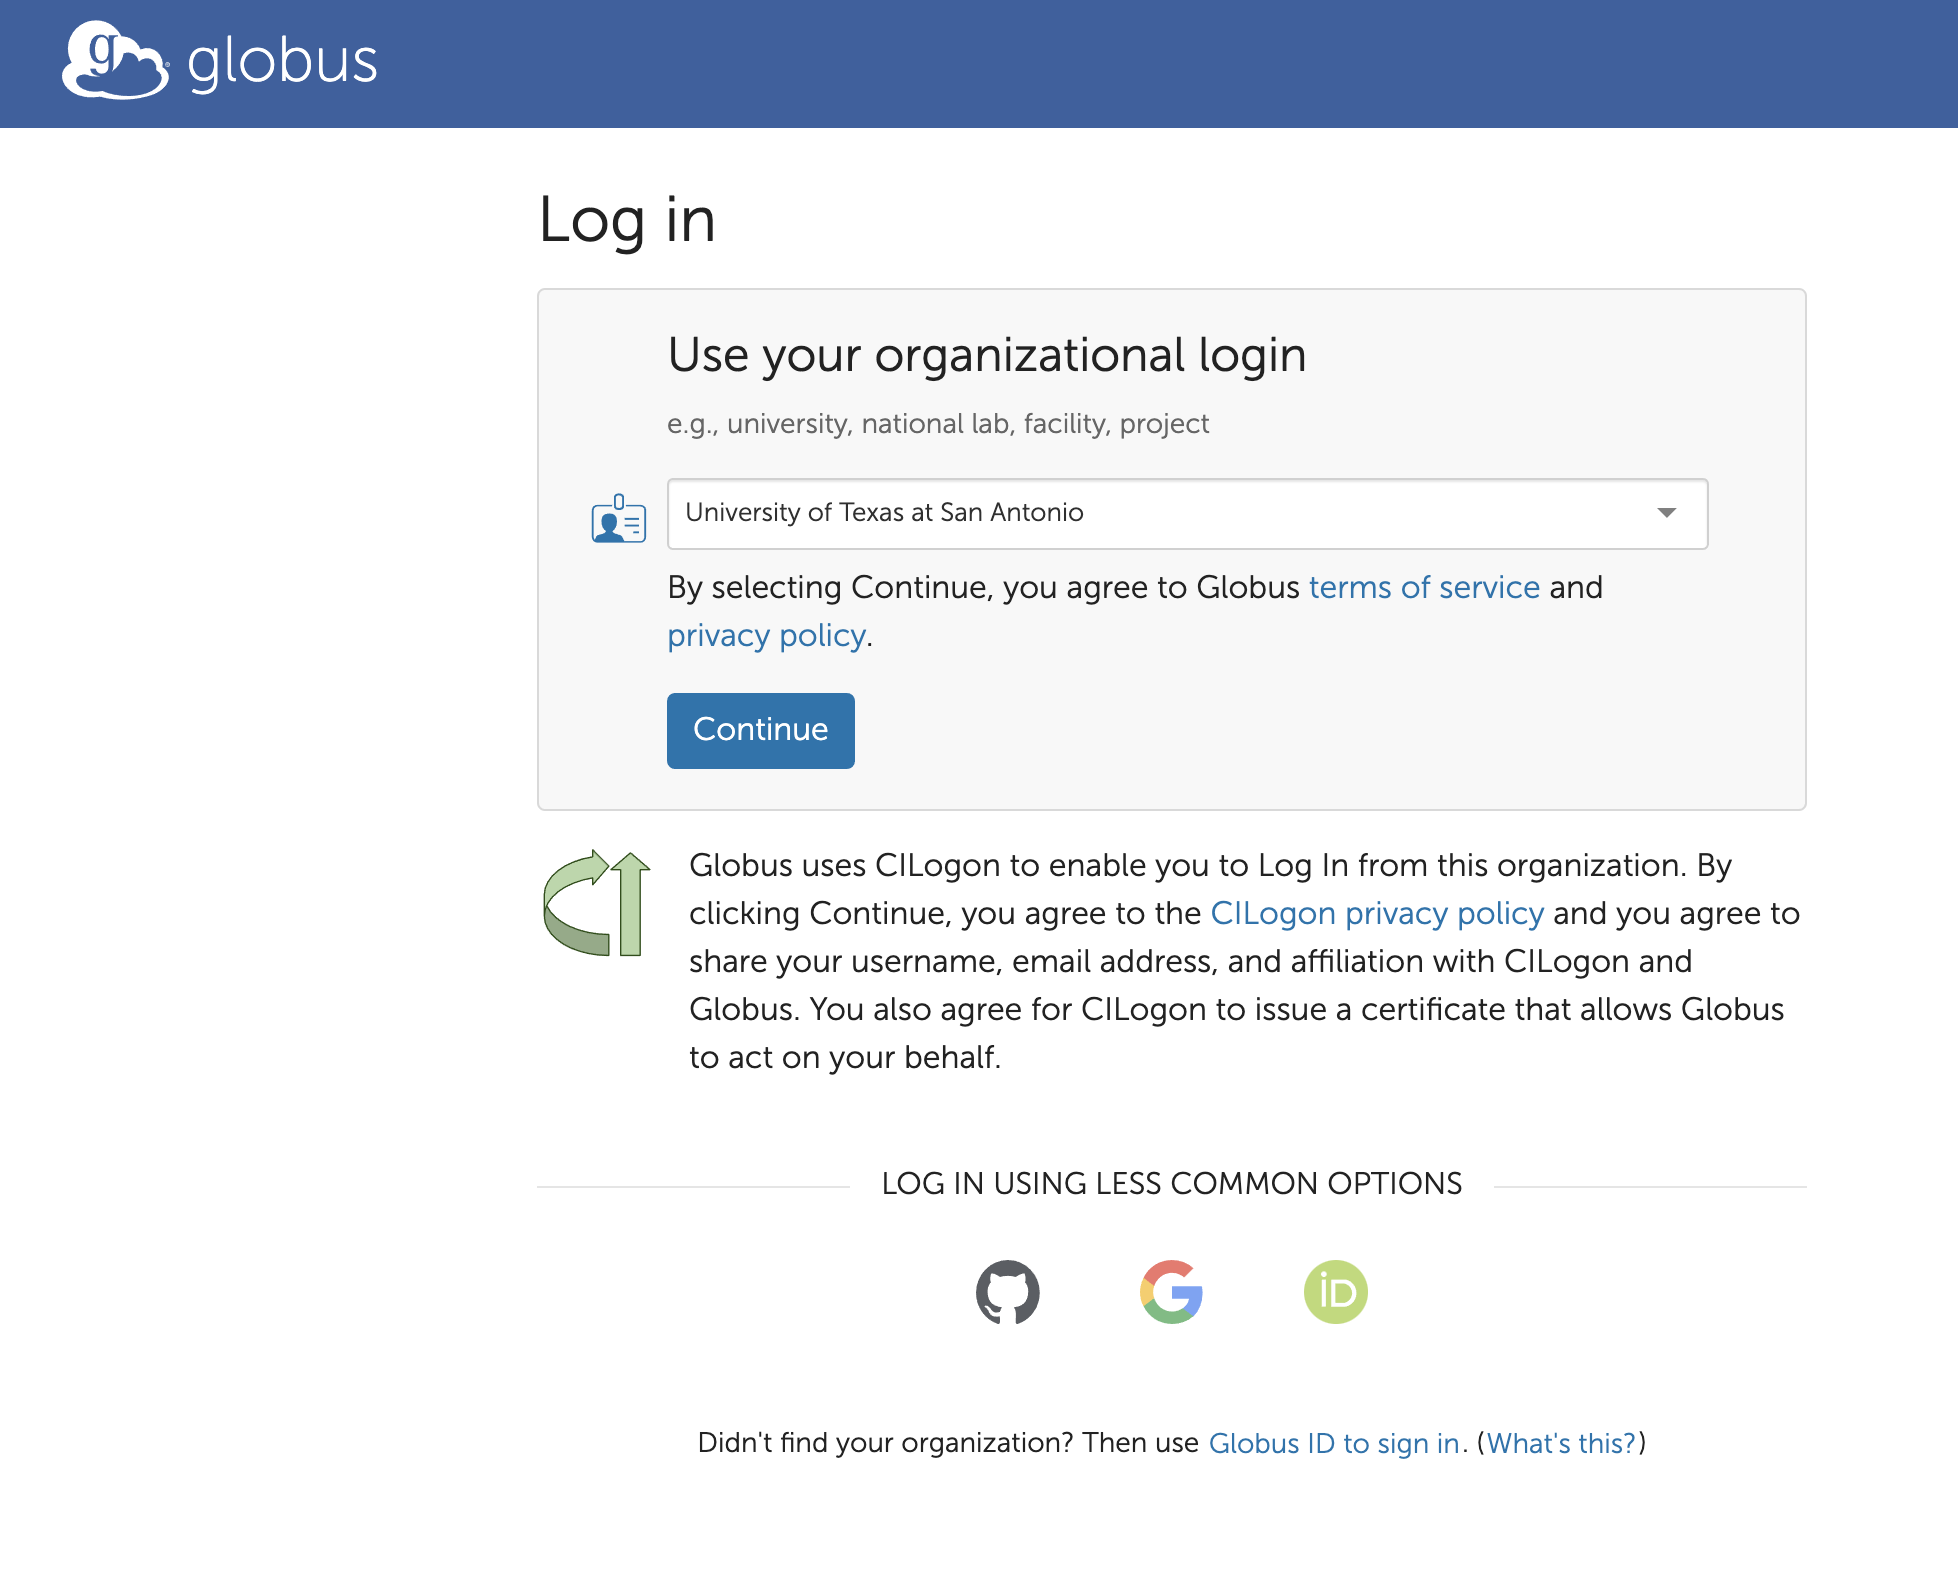 globus
Log in
Use your organizational login
e.g., university, national lab, facility, project
University of Texas at San Antonio
By selecting Continue, you agree to Globus terms of service and
privacy policy.
Continue
Globus uses CILogon to enable you to Log In from this organization. By
clicking Continue, you agree to the CILogon privacy policy and you agree to
share your username, email address, and affiliation with CILogon and
Globus. You also agree for CILogon to issue a certificate that allows Globus
to act on your behalf.
LOG IN USING LESS COMMON OPTIONS
iD
Didn't find your organization? Then use Globus ID to sign in. (What's this?)